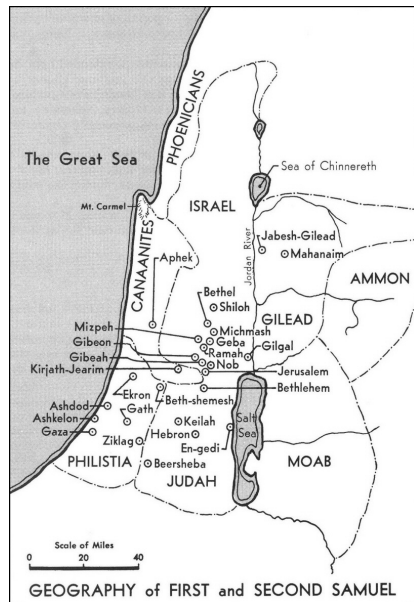 PHOENICIANS
The Great Sea
Sea of Chinnereth
Mt. Carmel
ISRAEL
CANAANITES
Jordan River
Jabesh-Gilead
Mahanaim
Aphek
AMMON
Bethel
Shiloh
GILEAD
Mizpeh
Michmash
Gibeon
Geba
Ramah
Gilgal
Gibeah
Nob
Kirjath-Jearim
Jerusalem
Bethlehem
Ekron
Beth-shemesh
Ashdod
Gath
Ashkelon
Keilah
Salt
Sea
Gaza
Hebron
Ziklag
En-gedi
PHILISTIA
Beersheba
MOAB
JUDAH
Scale of Miles
0 20 40
GEOGRAPHY of FIRST and SECOND SAMUEL